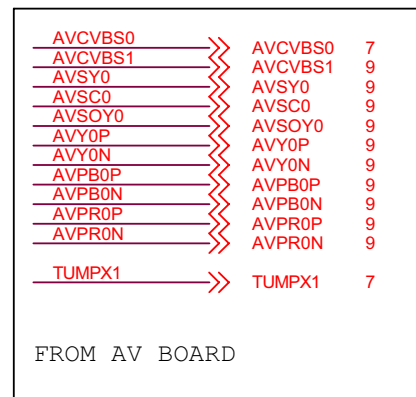 AVCVBS0 AVCVBS0 7
AVCVBS1 AVCVBS1 9
AVSY0 AVSY0 9
AVSC0 AVSC0 9
AVSOY0 AVSOY0 9
AVY0P AVY0P 9
AVY0N AVY0N 9
AVPB0P AVPB0P 9
AVPB0N AVPB0N 9
AVPR0P AVPR0P 9
AVPR0N AVPR0N 9
TUMPX1 TUMPX1 7
FROM AV BOARD